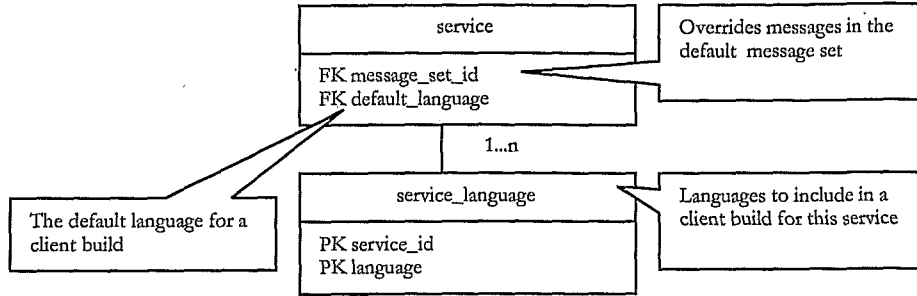 service
FK message_set_id
FK default_language
Overrides messages in the
default message set
1...n
The default language for a
client build
service_language
PK service_id
PK language
Languages to include in a
client build for this service